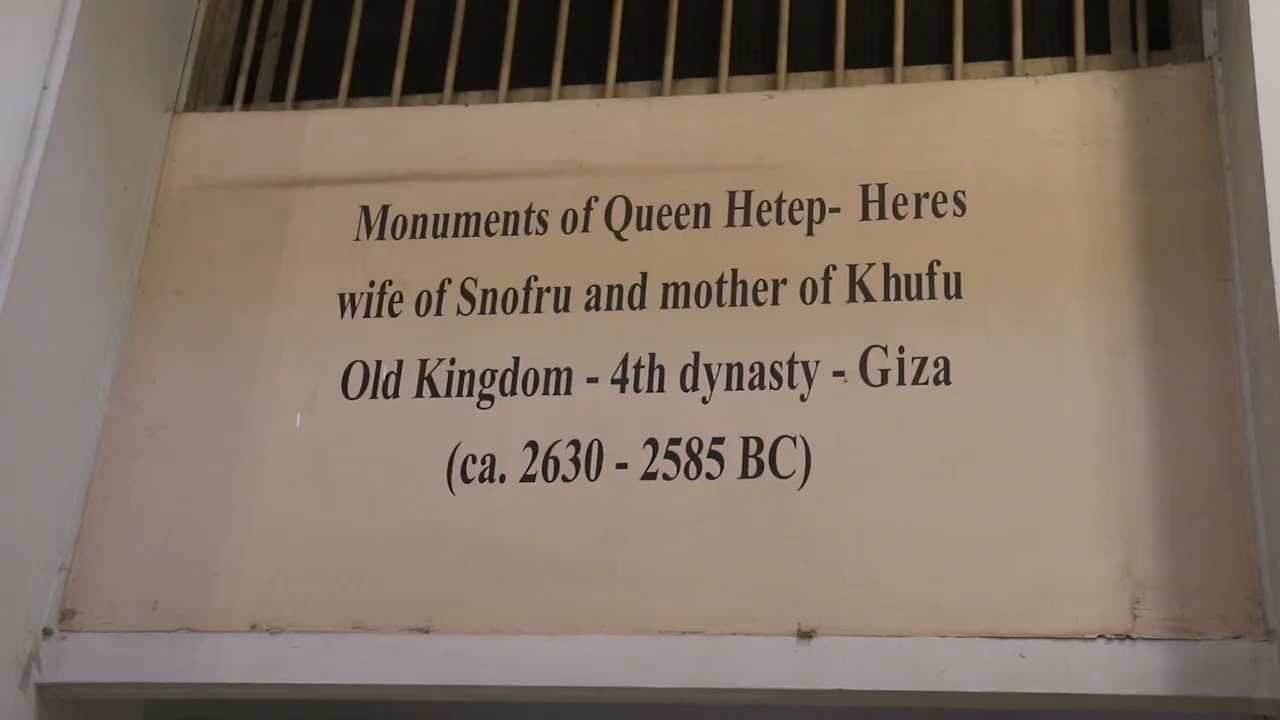 Monuments of Queen Hetep- Heres
wife of Snofru and mother of Khufu
Old Kingdom - 4th dynasty - Giza
(ca. 2630 - 2585 BC)